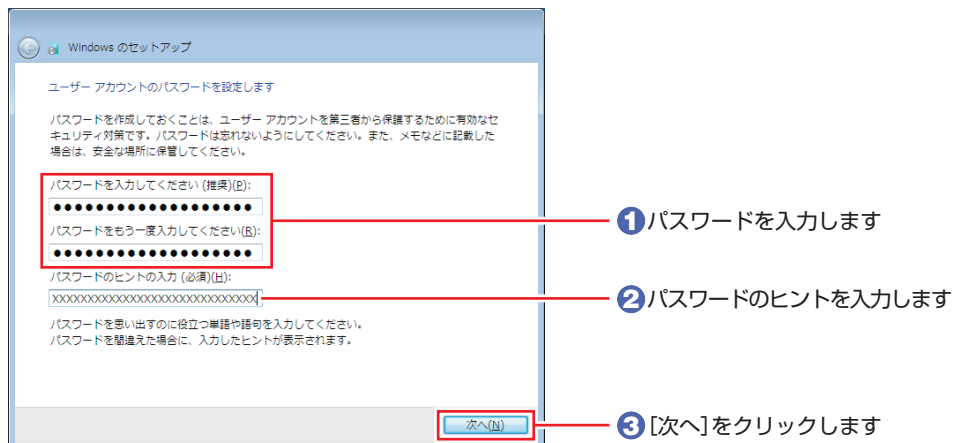 Windows のセットアップ
ユーザー アカウントのパスワードを設定します
パスワードを作成しておくことは、ユーザー アカウントを第三者から保護するために有効なセ
キュリティ対策です。パスワードは忘れないようにしてください。また、メモなどに記載した
場合は、安全な場所に保管してください。
パスワードを入力してください (推奨)(P):
●●●●●●●●●●●●●●●●●●●
パスワードをもう一度入力してください(R):
●●●●●●●●●●●●●●●●●●●
パスワードのヒントの入力 (必須)(H):
XXXXXXXXXXXXXXXXXXXXXXXXXXXXX
パスワードを思い出すのに役立つ単語や語句を入力してください。
パスワードを間違えた場合に、入力したヒントが表示されます。
次へ(N)
1 パスワードを入力します
2 パスワードのヒントを入力します
3 [次へ]をクリックします